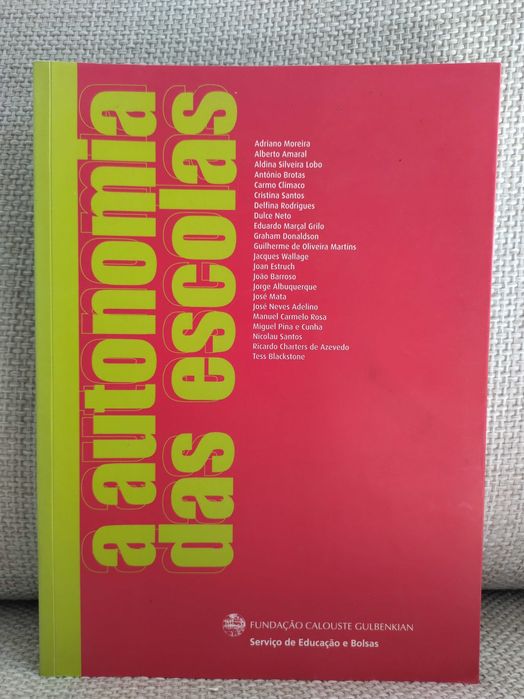 a autonomia
das escolas
Adriano Moreira
Alberto Amaral
Aldina Silveira Lobo
António Brotas
Carmo Clímaco
Cristina Santos
Delfina Rodrigues
Dulce Neto
Eduardo Marçal Grilo
Graham Donaldson
Guilherme de Oliveira Martins
Jacques Wallage
Joan Estruch
João Barroso
Jorge Albuquerque
José Mata
José Neves Adelino
Manuel Carmelo Rosa
Miguel Pina e Cunha
Nicolau Santos
Ricardo Charters de Azevedo
Tess Blackstone
FUNDAÇÃO CALOUSTE GULBENKIAN
Serviço de Educação e Bolsas